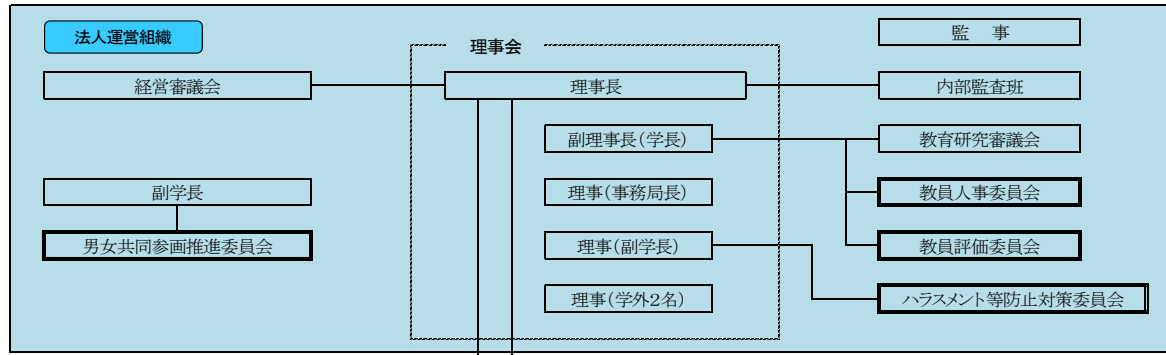 法人運営組織
理事会
監　事
経営審議会
理事長
内部監査班
副理事長(学長)
教育研究審議会
副学長
理事(事務局長)
教員人事委員会
男女共同参画推進委員会
理事(副学長)
教員評価委員会
理事(学外2名)
ハラスメント等防止対策委員会